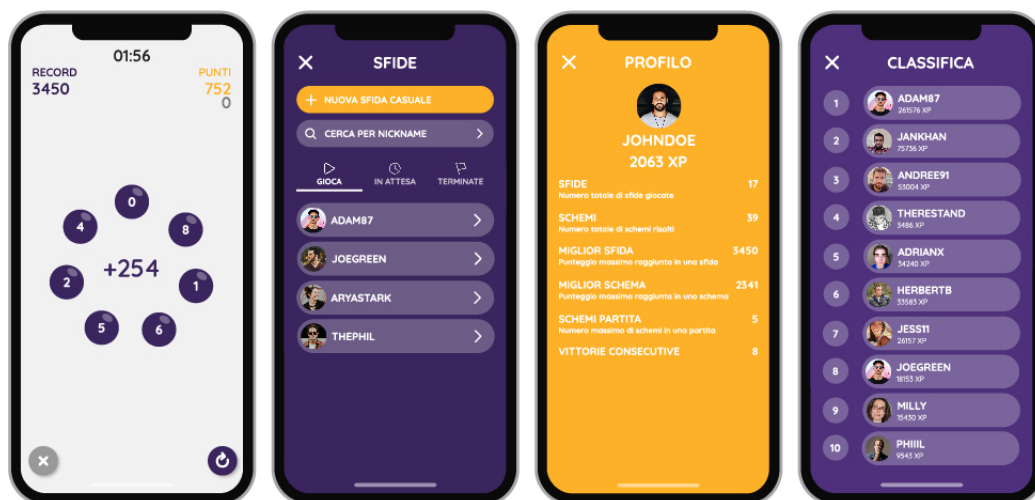 01:56
RECORD
3450
PUNTI
752
0
0
4
8
+254
2
1
5
6
SFIDE
NUOVA SFIDA CASUALE
CERCA PER NICKNAME
GIOCA
IN ATTESA
TERMINATE
ADAM87
JOEGREEN
ARYASTARK
THEPHIL
PROFILO
JOHNDOE
2063 XP
SFIDE 17
Numero totale di sfide giocate
SCHEMI 39
Numero totale di schemi risolti
MIGLIOR SFIDA 3450
Punteggio massimo raggiunto in una sfida
MIGLIOR SCHEMA 2341
Punteggio massimo raggiunto in uno schema
SCHEMI PARTITA 5
Numero massimo di schemi in una partita
VITTORIE CONSECUTIVE 8
CLASSIFICA
1 ADAM87
261576 XP
2 JANKHAN
75736 XP
3 ANDREE91
53004 XP
4 THERESTAND
3486 XP
5 ADRIANX
34240 XP
6 HERBERTB
33583 XP
7 JESS11
26157 XP
8 JOEGREEN
18153 XP
9 MILLY
15430 XP
10 PHIIIL
9543 XP